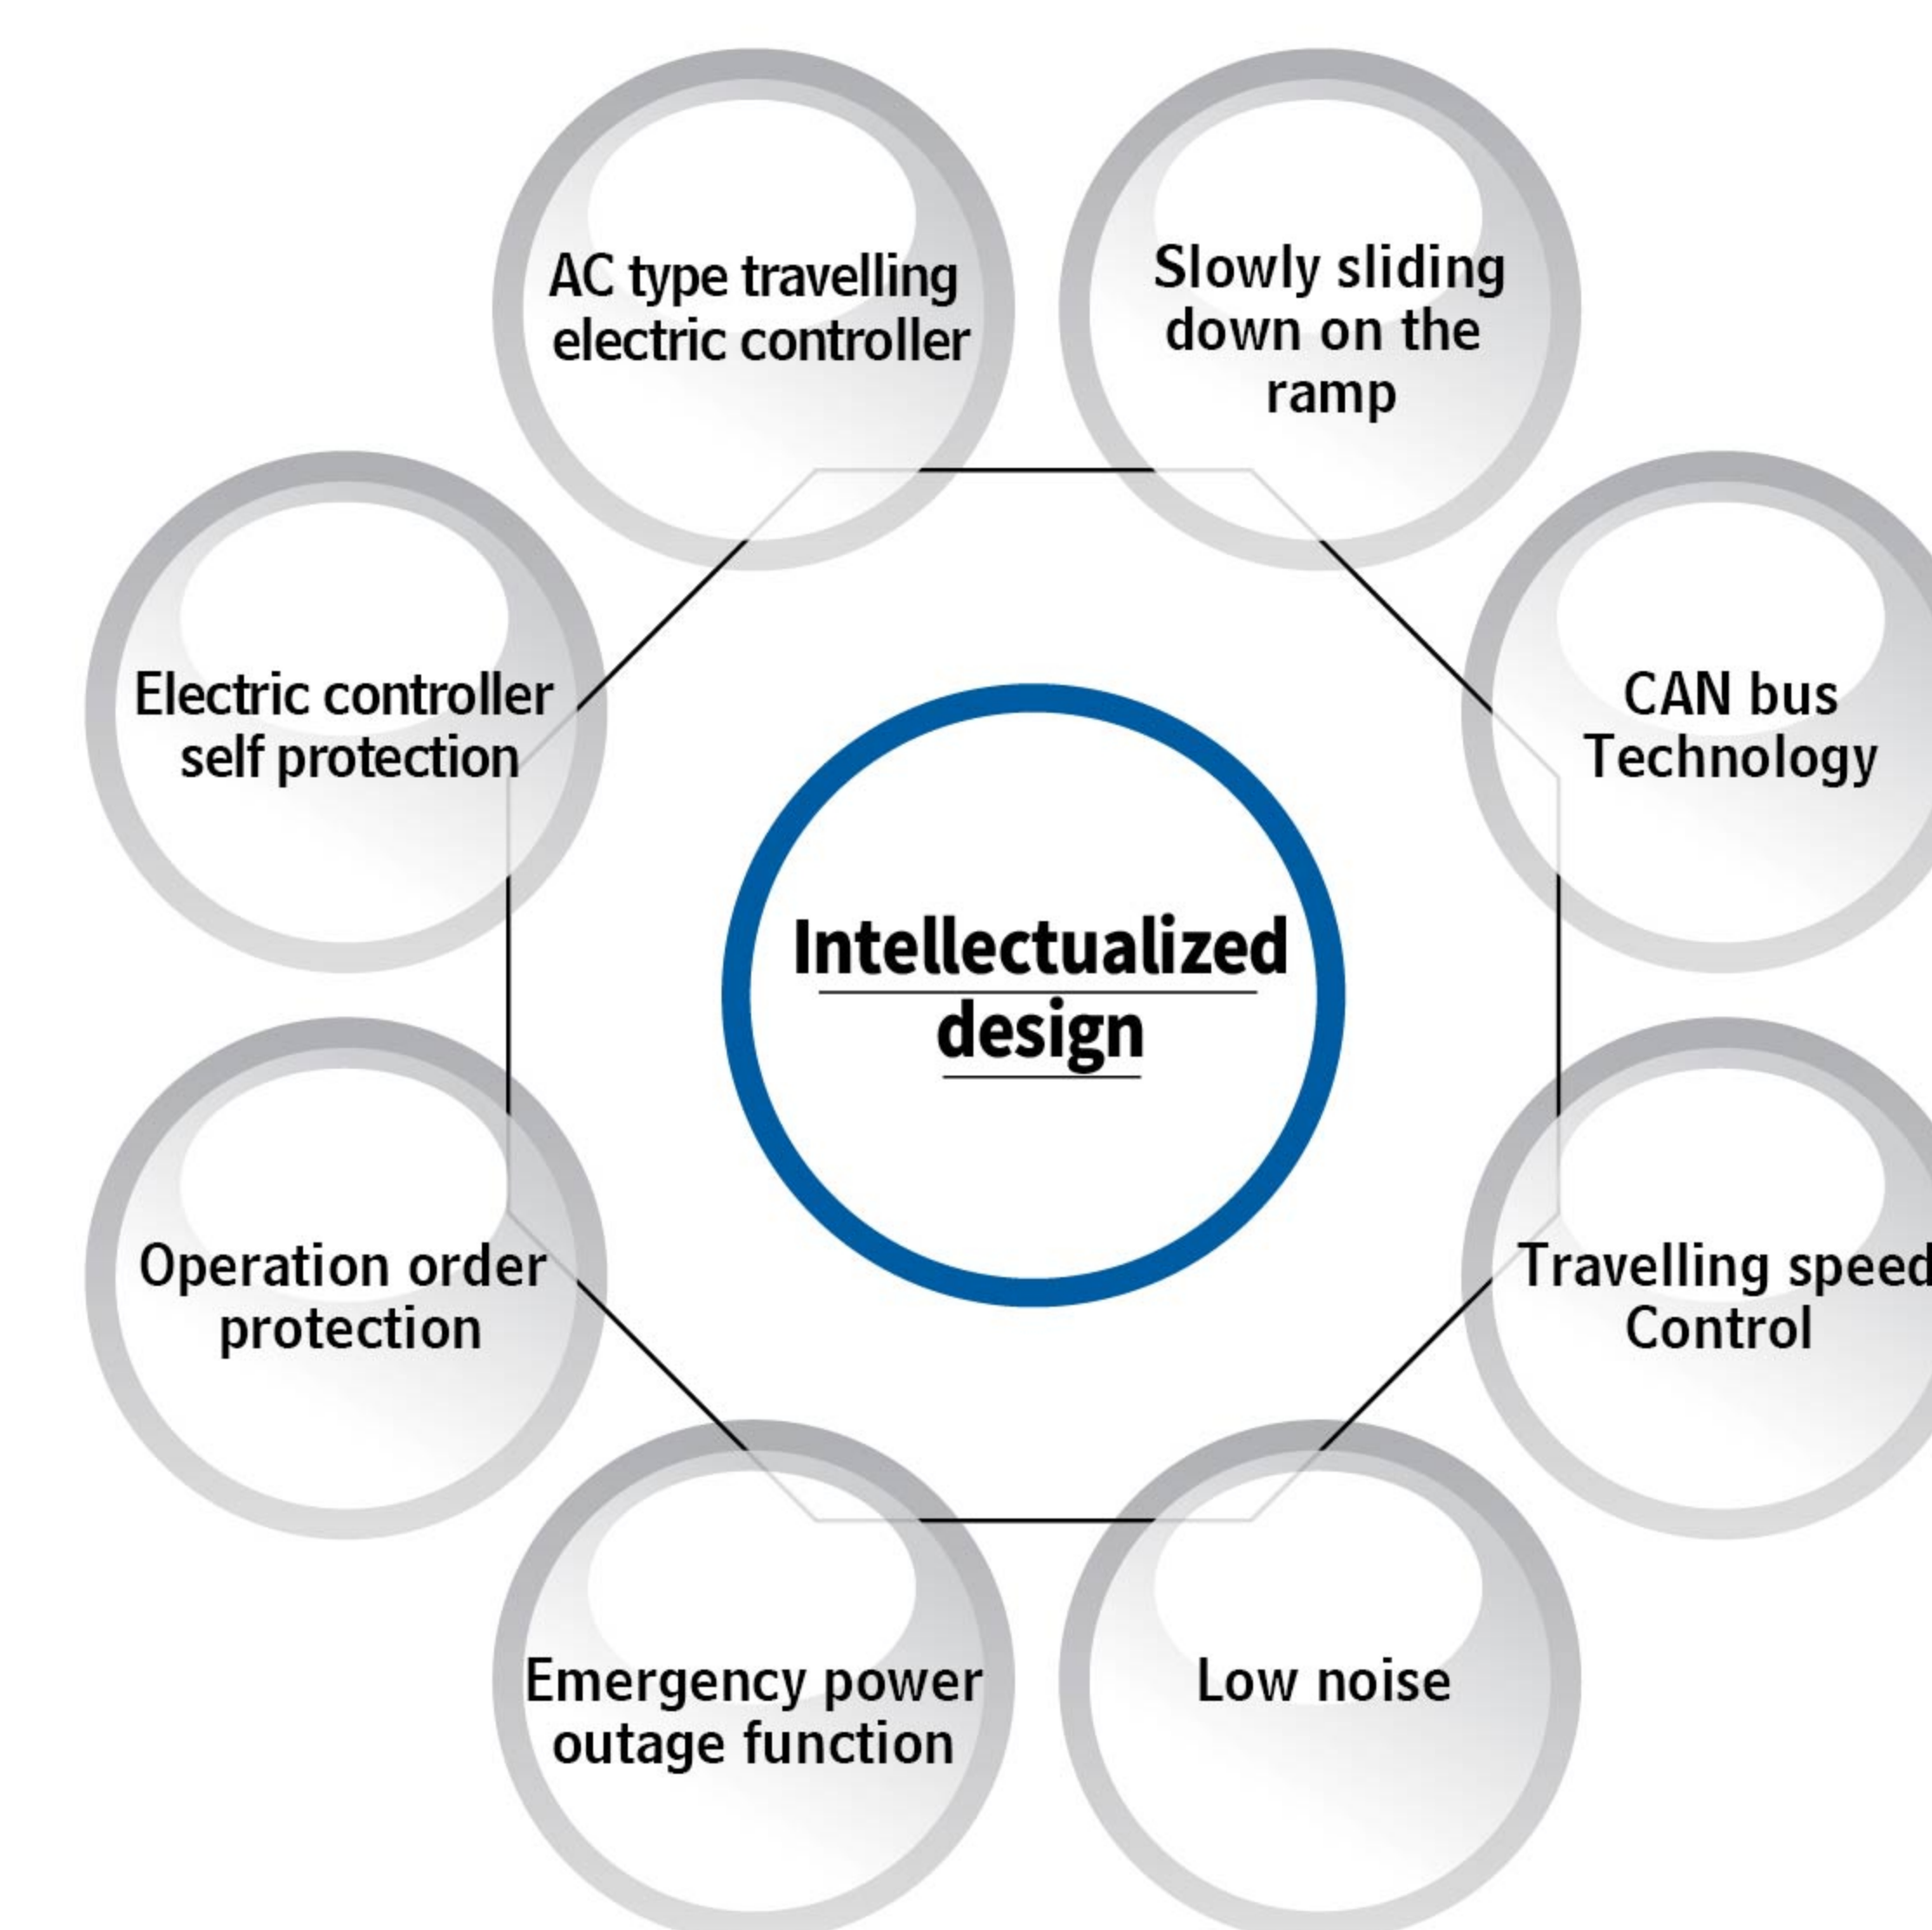 AC type travelling
electric controller
Slowly sliding
down on the
ramp
Electric controller
self protection
CAN bus
Technology
Intellectualized
design
Operation order
protection
Travelling speed
Control
Emergency power
outage function
Low noise